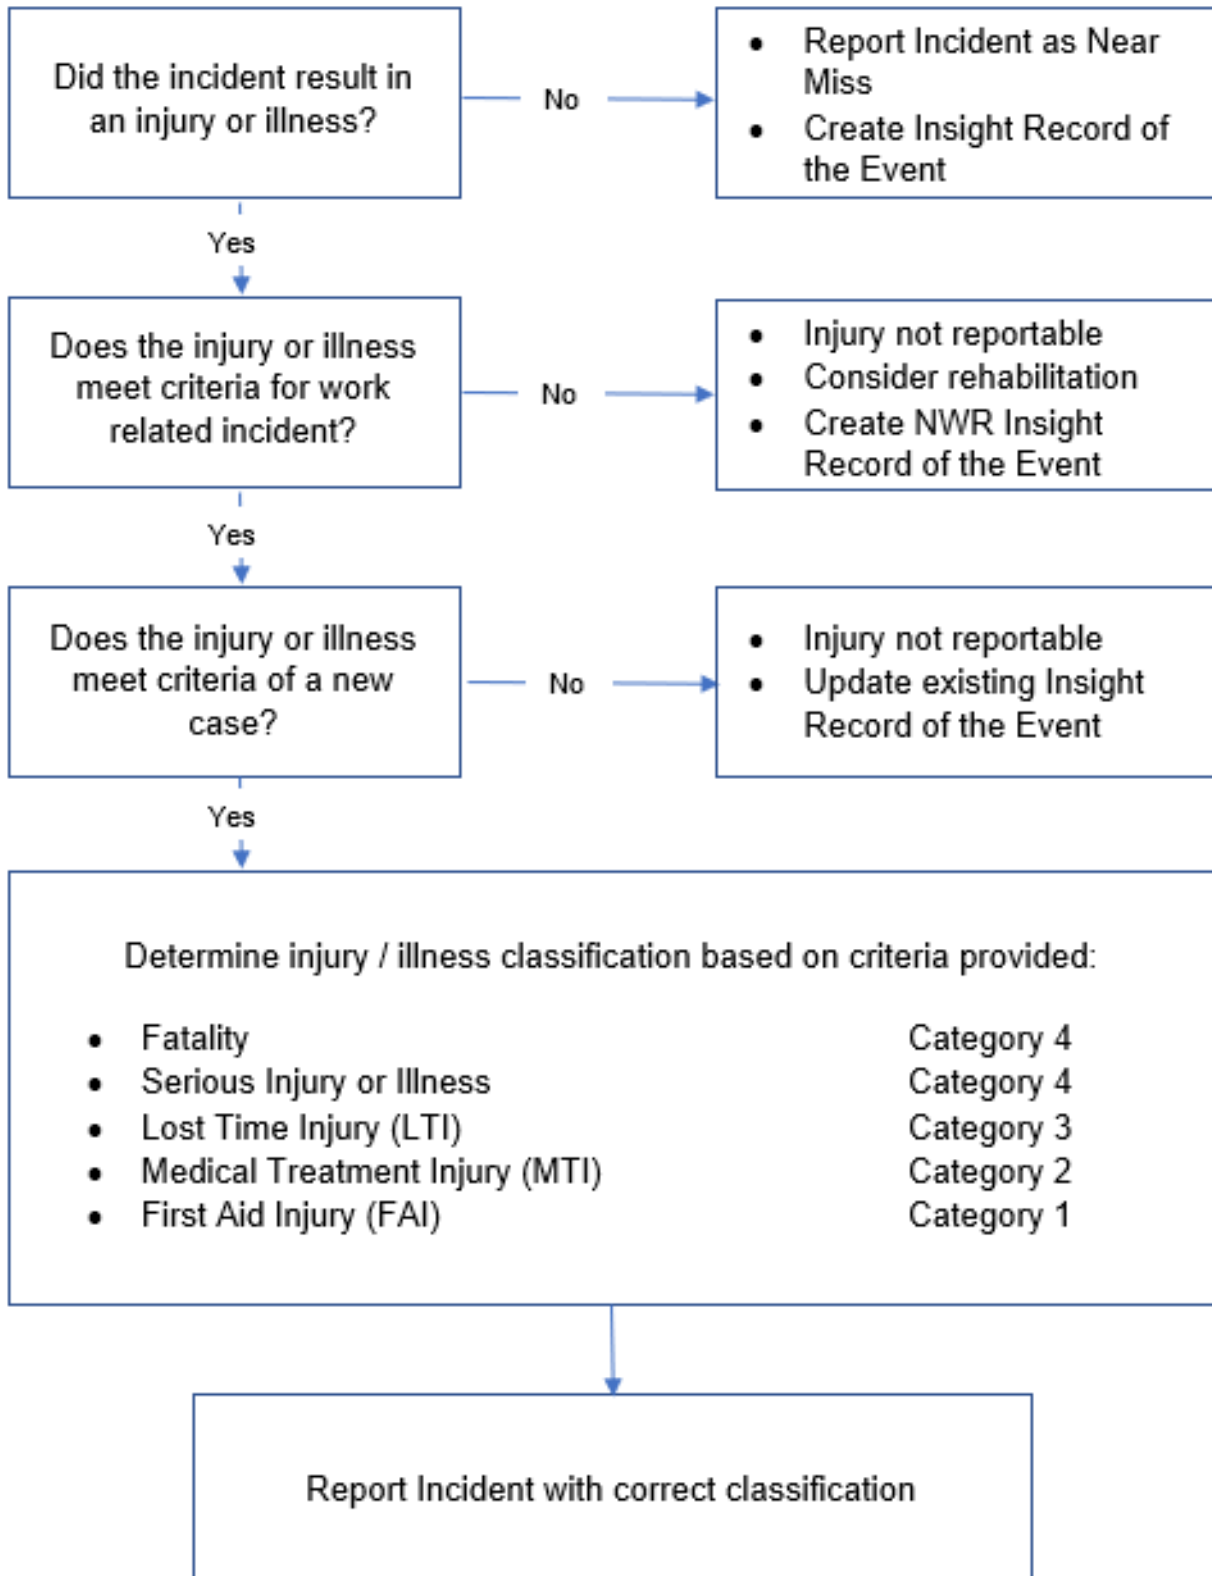 Did the incident result in
an injury or illness?
No
• Report Incident as Near
Miss
• Create Insight Record of
the Event
Yes
Does the injury or illness
meet criteria for work
related incident?
No
• Injury not reportable
• Consider rehabilitation
• Create NWR Insight
Record of the Event
Yes
Does the injury or illness
meet criteria of a new
case?
No
• Injury not reportable
• Update existing Insight
Record of the Event
Yes
Determine injury / illness classification based on criteria provided:
• Fatality Category 4
• Serious Injury or Illness Category 4
• Lost Time Injury (LTI) Category 3
• Medical Treatment Injury (MTI) Category 2
• First Aid Injury (FAI) Category 1
Report Incident with correct classification